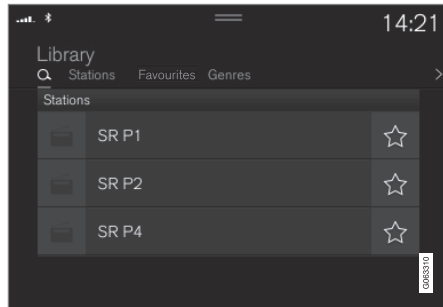 14:21
Library
Stations Favourites Genres
Stations
SR P1
SR P2
SR P4
G063310